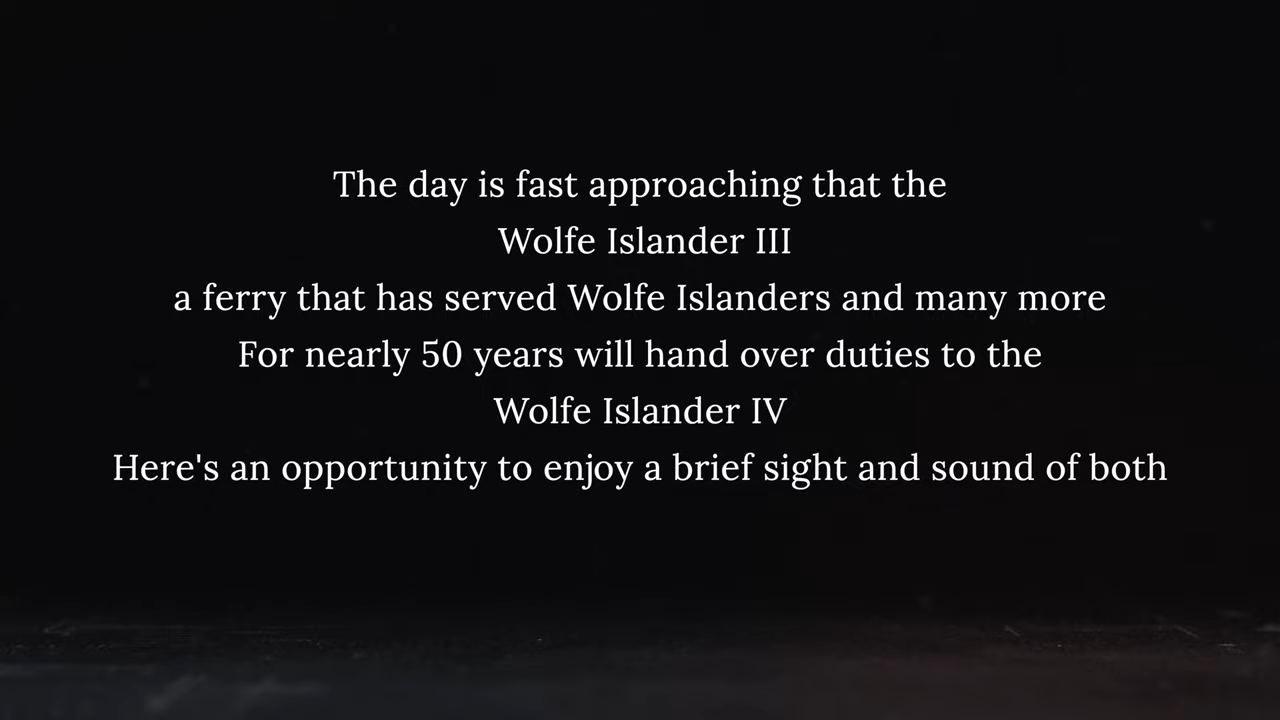 The day is fast approaching that the
Wolfe Islander III
a ferry that has served Wolfe Islanders and many more
For nearly 50 years will hand over duties to the
Wolfe Islander IV
Here's an opportunity to enjoy a brief sight and sound of both